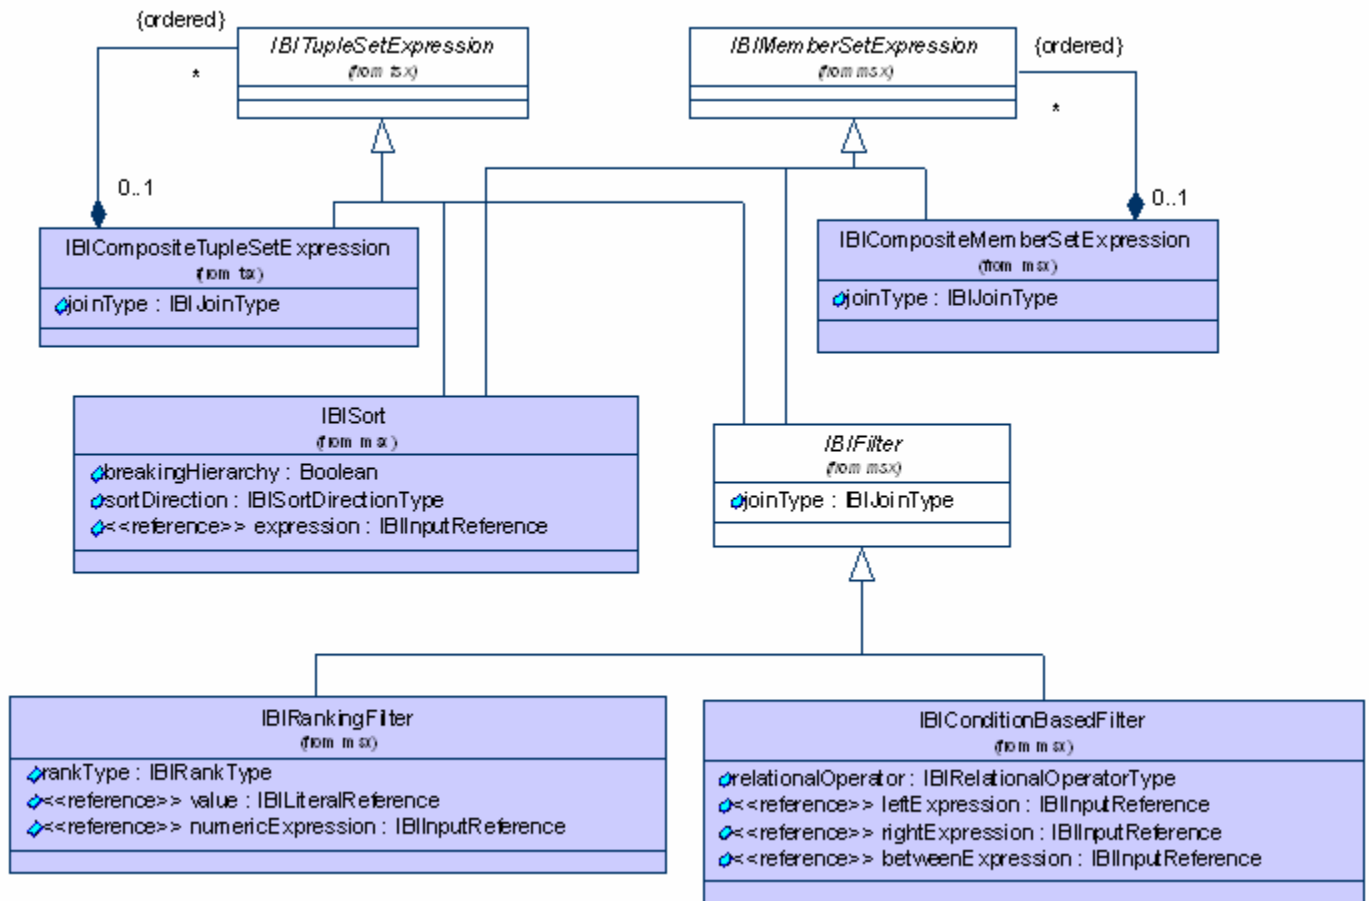 {ordered}
*
0..1
IBITupleSetExpression
(from tsx)
IBIMemberSetExpression
(from msx)
{ordered}
*
0..1
IBICompositeTupleSetExpression
(from tsx)
joinType : IBIJoinType
IBICompositeMemberSetExpression
(from msx)
joinType : IBIJoinType
IBISort
(from msx)
breakingHierarchy : Boolean
sortDirection : IBISortDirectionType
<<reference>> expression : IBIInputReference
IBIFilter
(from msx)
joinType : IBIJoinType
IBIRankingFilter
(from msx)
rankType : IBIRankType
<<reference>> value : IBILiteralReference
<<reference>> numericExpression : IBIInputReference
IBIConditionBasedFilter
(from msx)
relationalOperator : IBIRelationalOperatorType
<<reference>> leftExpression : IBIInputReference
<<reference>> rightExpression : IBIInputReference
<<reference>> betweenExpression : IBIInputReference